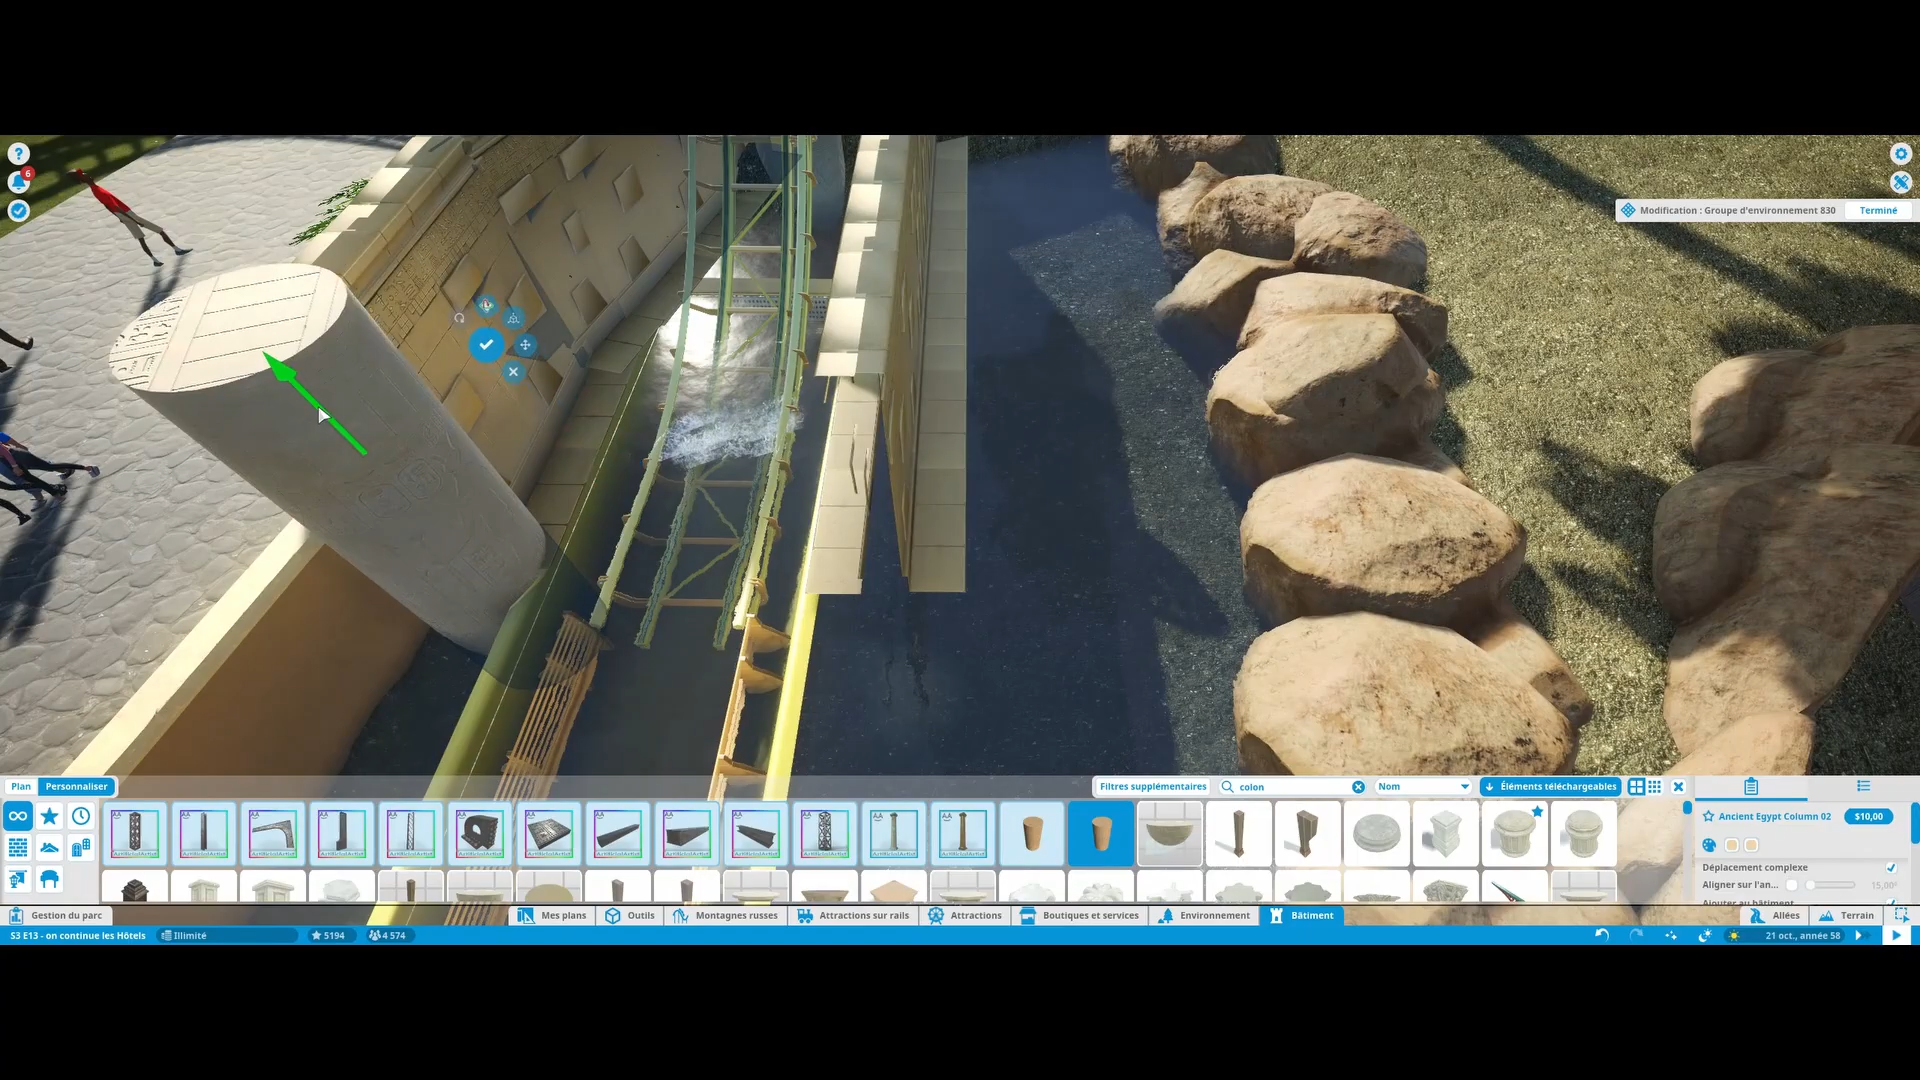 ?
6
Modification : Groupe d'environnement 830
Terminé
Plan
Personnaliser
Filtres supplémentaires
colon
Nom
Éléments téléchargeables
Ancient Egypt Column 02
$10,00
Déplacement complexe
Aligner sur l'an...
15,00°
Gestion du parc
Mes plans
Outils
Montagnes russes
Attractions sur rails
Attractions
Boutiques et services
Environnement
Bâtiment
Allées
Terrain
S3 E13 - on continue les Hôtels
Illimité
5194
4 574
21 oct., année 58